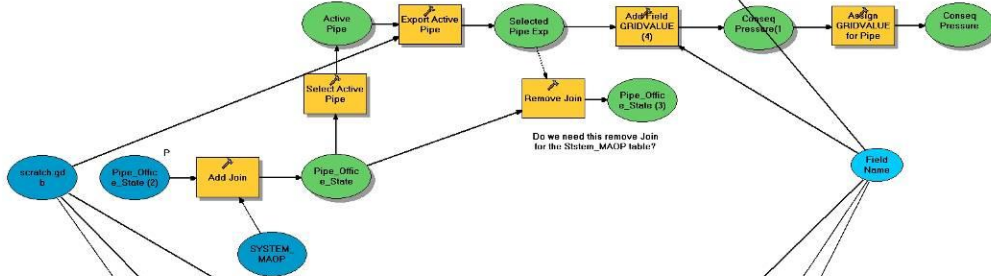 Active
Pipe
Export Active
Pipe
Selected
Pipe Exp
Add Field
GRIDVALUE
(4)
Conseq
Pressure(1
Assign
GRIDVALUE
for Pipe
Conseq
Pressure
Select Active
Pipe
Remove Join
Pipe_Offic
e_State (3)
Do we need this remove Join
for the Ststem_MAOP table?
P
scratch.gd
b
Pipe_Offic
e_State (2)
Add Join
Pipe_Offic
e_State
Field
Name
SYSTEM_
MAOP